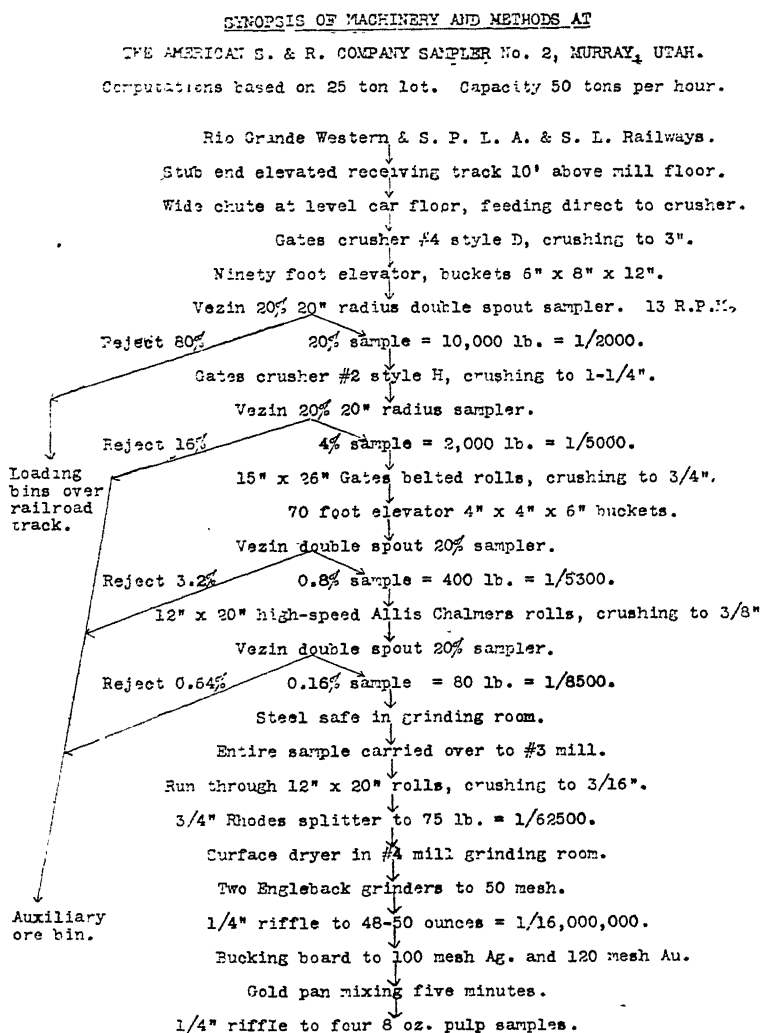 SYNOPSIS OF MACHINERY AND METHODS AT
THE AMERICAN S. & R. COMPANY SAMPLER No. 2, MURRAY, UTAH.
Computations based on 25 ton lot. Capacity 50 tons per hour.
Rio Grande Western & S. P. L. A. & S. L. Railways.
Stub end elevated receiving track 10' above mill floor.
Wide chute at level car floor, feeding direct to crusher.
Gates crusher #4 style D, crushing to 3".
Ninety foot elevator, buckets 6" x 8" x 12".
Vezin 20% 20" radius double spout sampler. 13 R.P.M.
Reject 80% 20% sample = 10,000 lb. = 1/2000.
Gates crusher #2 style H, crushing to 1-1/4".
Vezin 20% 20" radius sampler.
Reject 16% 4% sample = 2,000 lb. = 1/5000.
Loading
bins over
railroad
track.
15" x 26" Gates belted rolls, crushing to 3/4".
70 foot elevator 4" x 4" x 6" buckets.
Vezin double spout 20% sampler.
Reject 3.2% 0.8% sample = 400 lb. = 1/5300.
12" x 20" high-speed Allis Chalmers rolls, crushing to 3/8"
Vezin double spout 20% sampler.
Reject 0.64% 0.16% sample = 80 lb. = 1/8500.
Steel safe in grinding room.
Entire sample carried over to #3 mill.
Run through 12" x 20" rolls, crushing to 3/16".
3/4" Rhodes splitter to 75 lb. = 1/62500.
Surface dryer in #4 mill grinding room.
Two Engleback grinders to 50 mesh.
Auxiliary
ore bin.
1/4" riffle to 48-50 ounces = 1/16,000,000.
Bucking board to 100 mesh Ag. and 120 mesh Au.
Gold pan mixing five minutes.
1/4" riffle to four 8 oz. pulp samples.